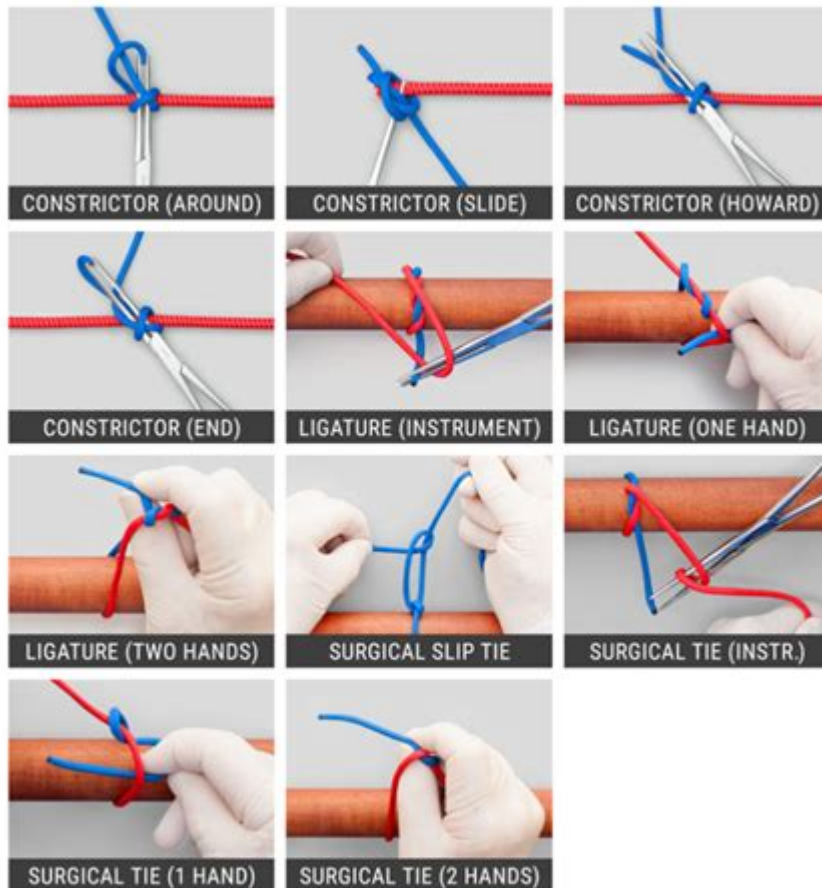 CONSTRICTOR (AROUND)
CONSTRICTOR (SLIDE)
CONSTRICTOR (HOWARD)
CONSTRICTOR (END)
LIGATURE (INSTRUMENT)
LIGATURE (ONE HAND)
LIGATURE (TWO HANDS)
SURGICAL SLIP TIE
SURGICAL TIE (INSTR.)
SURGICAL TIE (1 HAND)
SURGICAL TIE (2 HANDS)